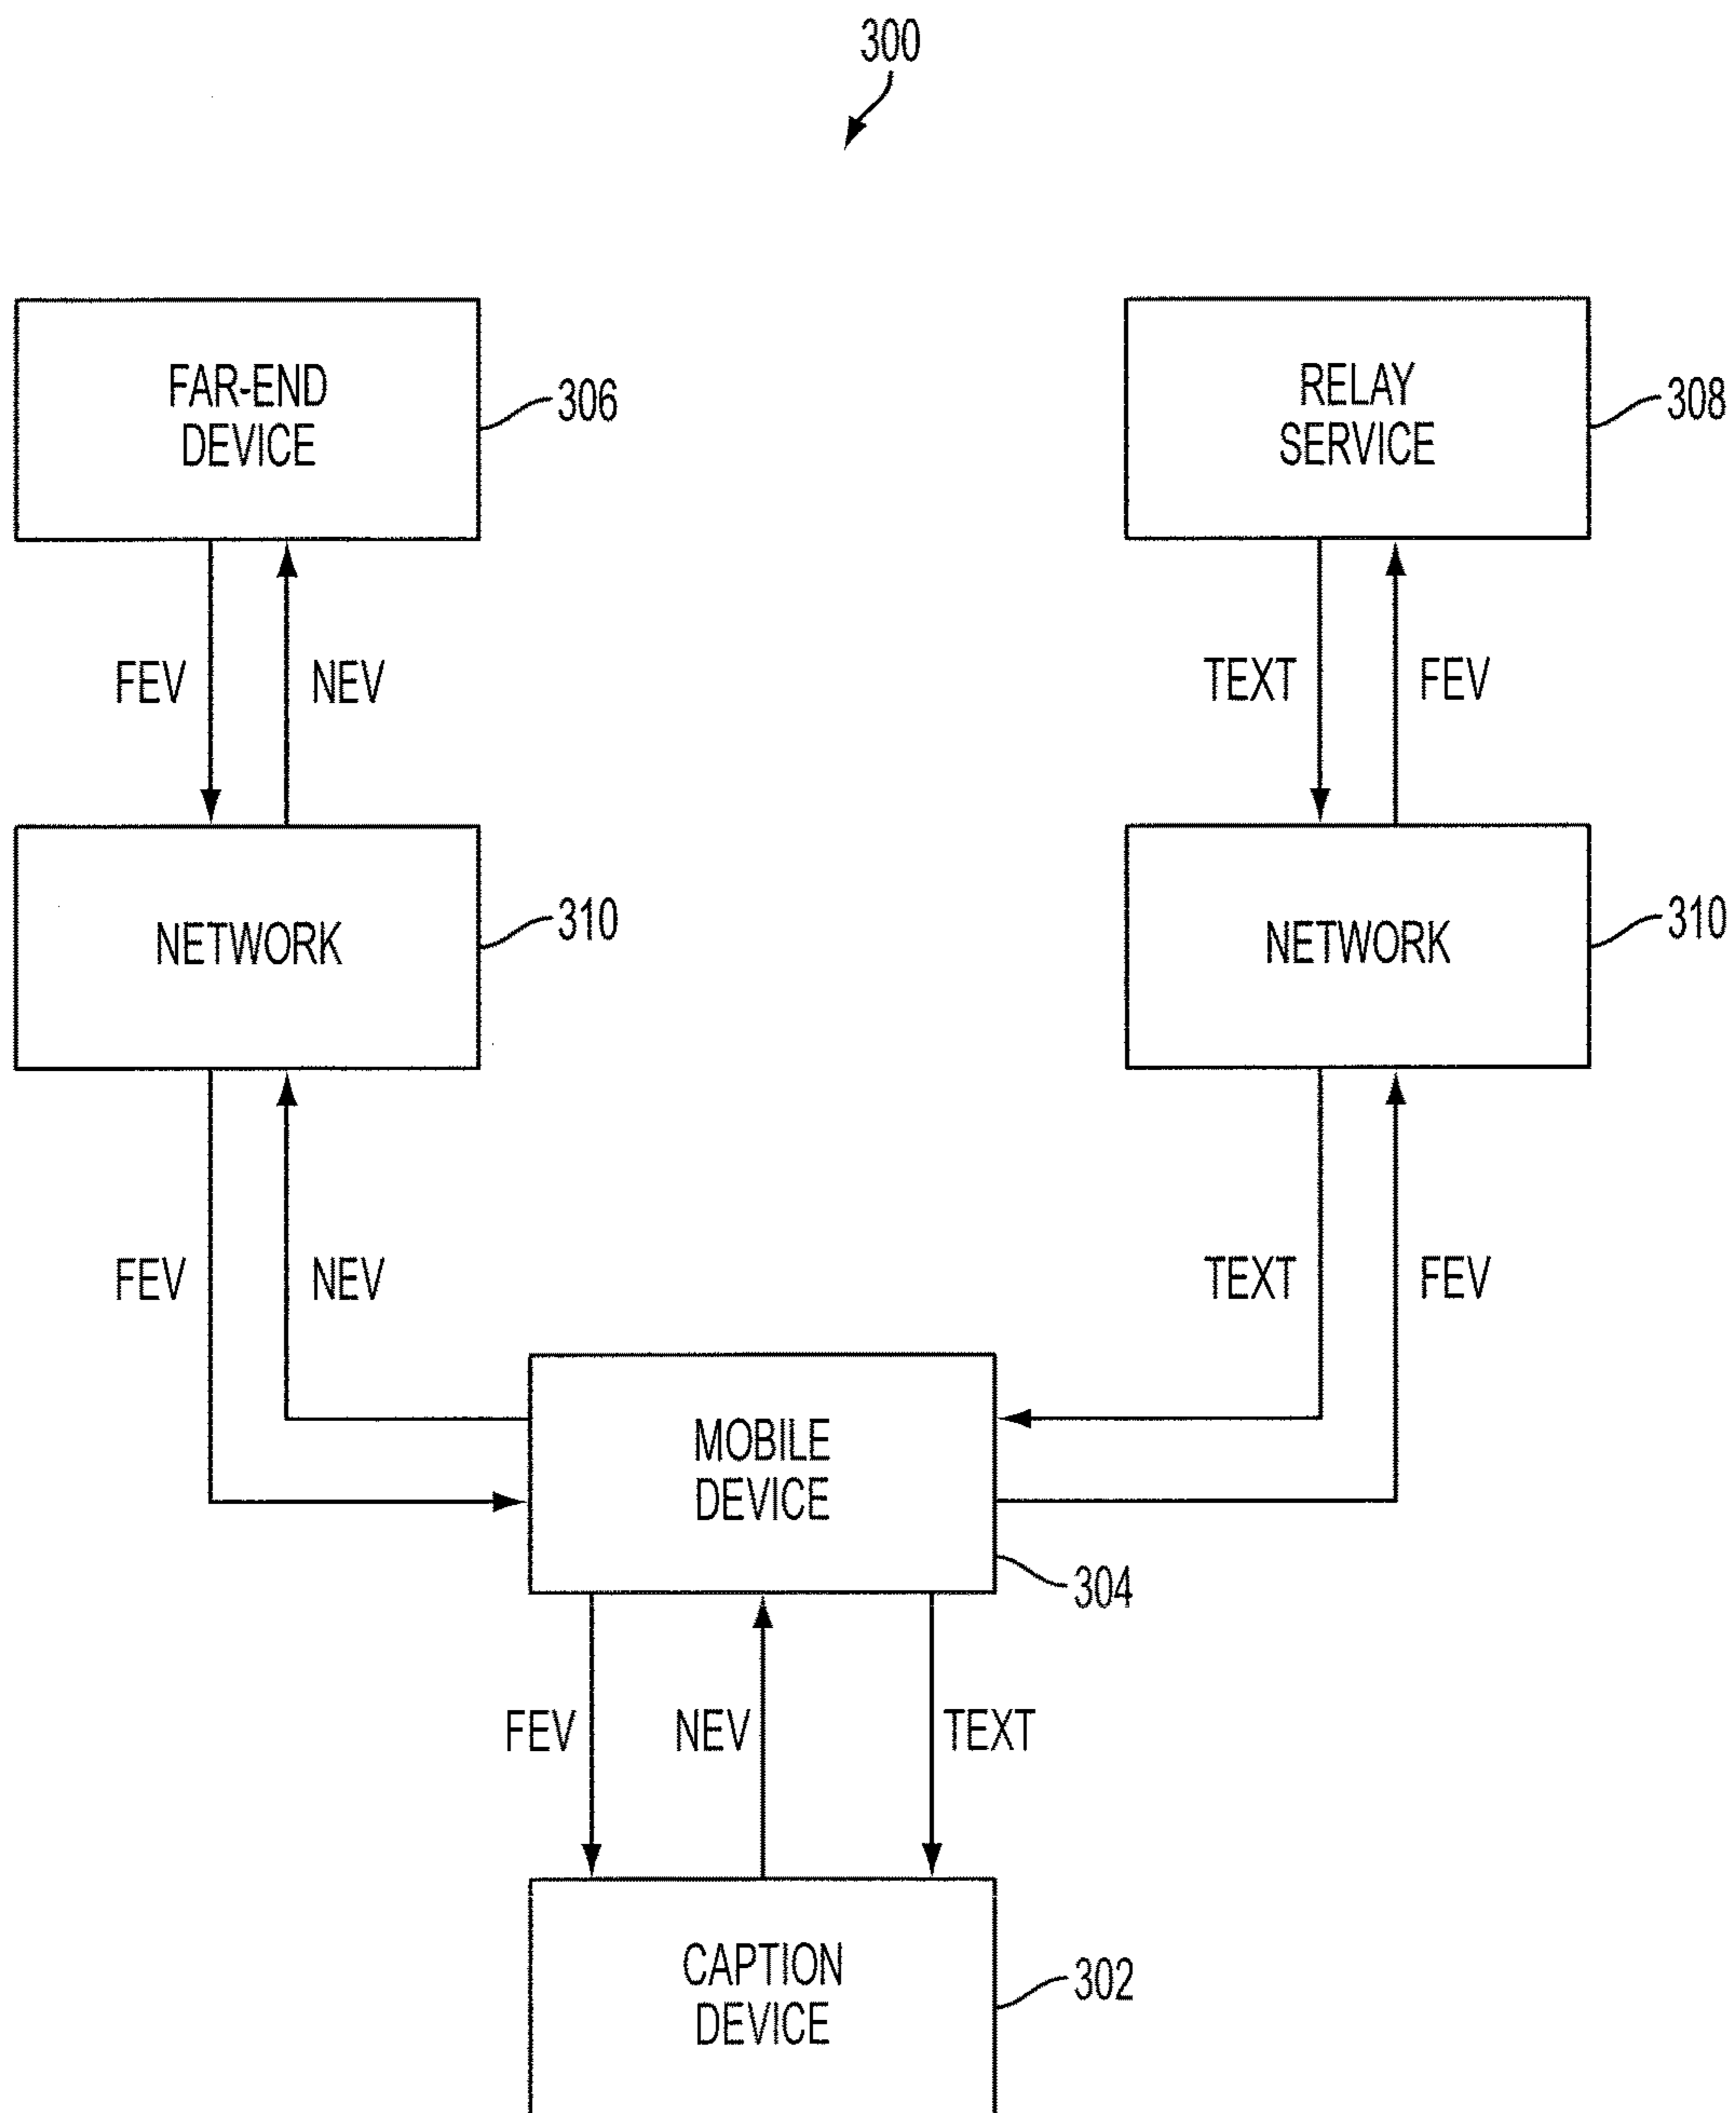 300
FAR-END
DEVICE
306
RELAY
SERVICE
308
FEV
NEV
TEXT
FEV
NETWORK
310
NETWORK
310
FEV
NEV
TEXT
FEV
MOBILE
DEVICE
304
FEV
NEV
TEXT
CAPTION
DEVICE
302